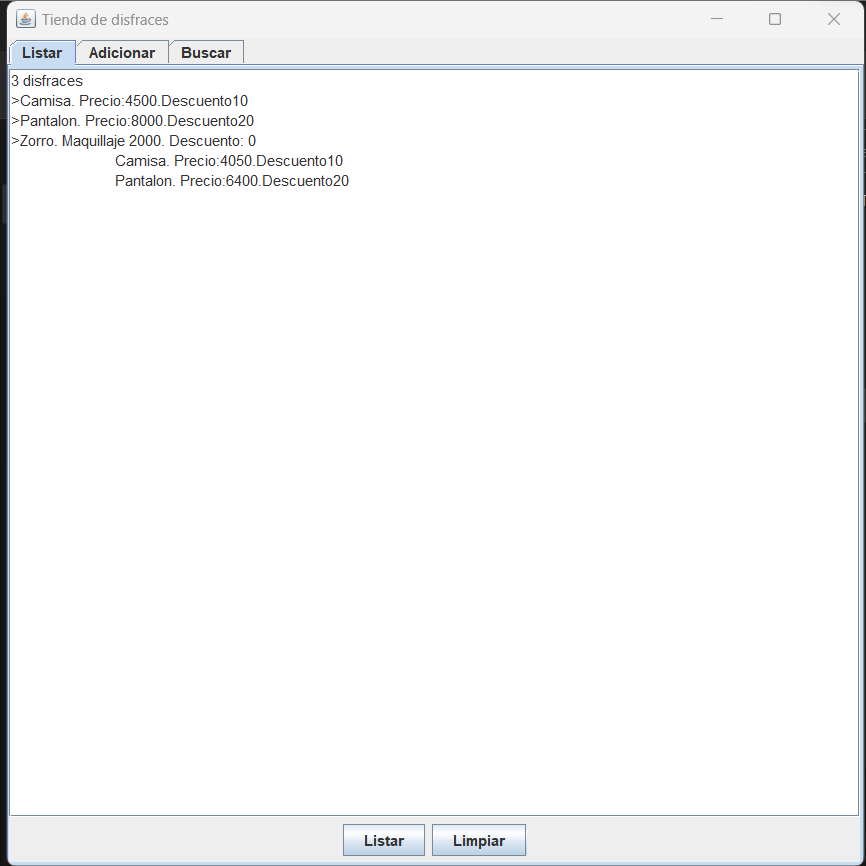 Tienda de disfraces
Listar Adicionar Buscar
3 disfraces
>Camisa. Precio:4500.Descuento10
>Pantalon. Precio:8000.Descuento20
>Zorro. Maquillaje 2000. Descuento: 0
Camisa. Precio:4050.Descuento10
Pantalon. Precio:6400.Descuento20
Listar Limpiar